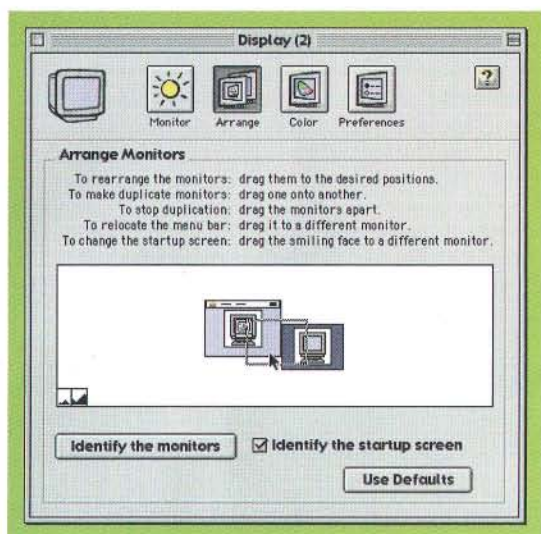 Display (2)
?
Monitor Arrange Color Preferences
Arrange Monitors
To rearrange the monitors: drag them to the desired positions.
To make duplicate monitors: drag one onto another.
To stop duplication: drag the monitors apart.
To relocate the menu bar: drag it to a different monitor.
To change the startup screen: drag the smiling face to a different monitor.
Identify the monitors
Identify the startup screen
Use Defaults